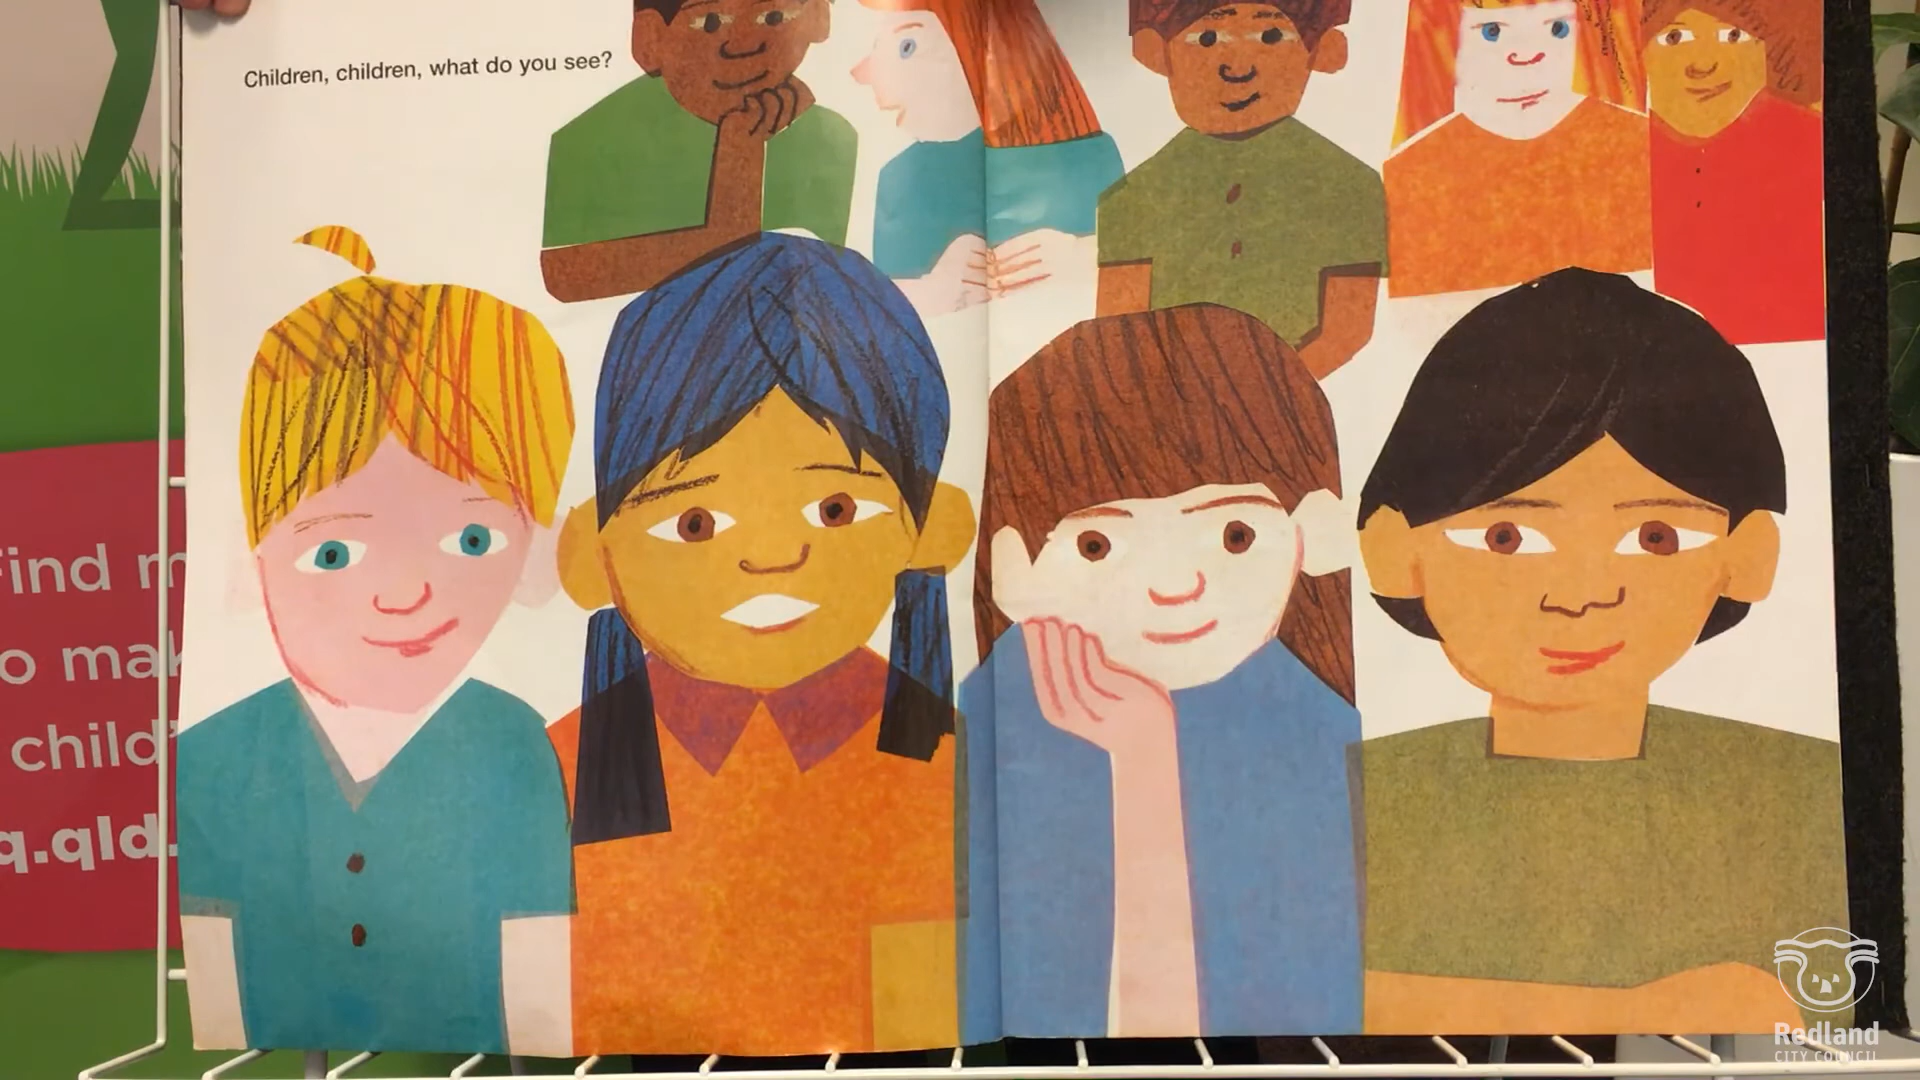 Children, children, what do you see?
Find m
o mak
child'
q.qld.
Redland
CITY COUNCIL